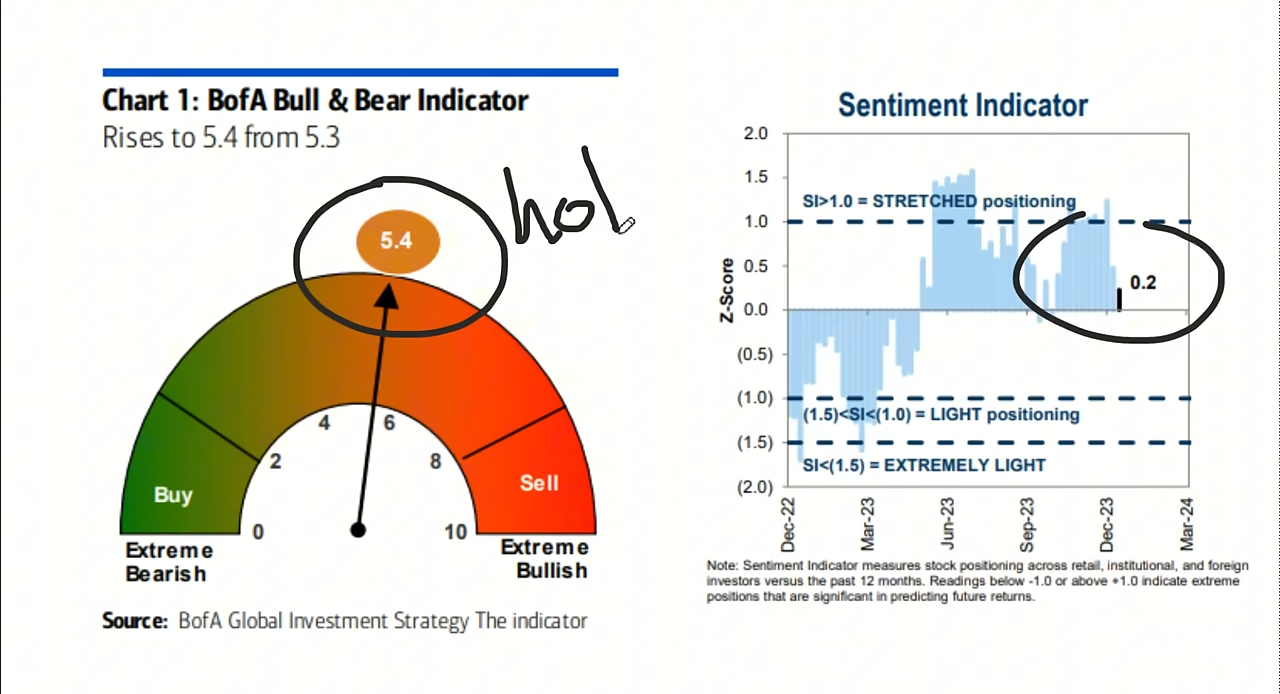 Chart 1: BofA Bull & Bear Indicator
Rises to 5.4 from 5.3
hol
5.4
4
6
2
8
Buy
Sell
0
10
Extreme
Bearish
Extreme
Bullish
Source: BofA Global Investment Strategy The indicator
Sentiment Indicator
2.0
1.5
SI>1.0 = STRETCHED positioning
1.0
0.5
0.2
Z-Score
0.0
(0.5)
(1.0)
(1.5)<SI<(1.0) = LIGHT positioning
(1.5)
SI<(1.5) = EXTREMELY LIGHT
(2.0)
Dec-22
Mar-23
Jun-23
Sep-23
Dec-23
Mar-24
Note: Sentiment Indicator measures stock positioning across retail, institutional, and foreign
investors versus the past 12 months. Readings below -1.0 or above +1.0 indicate extreme
positions that are significant in predicting future returns.